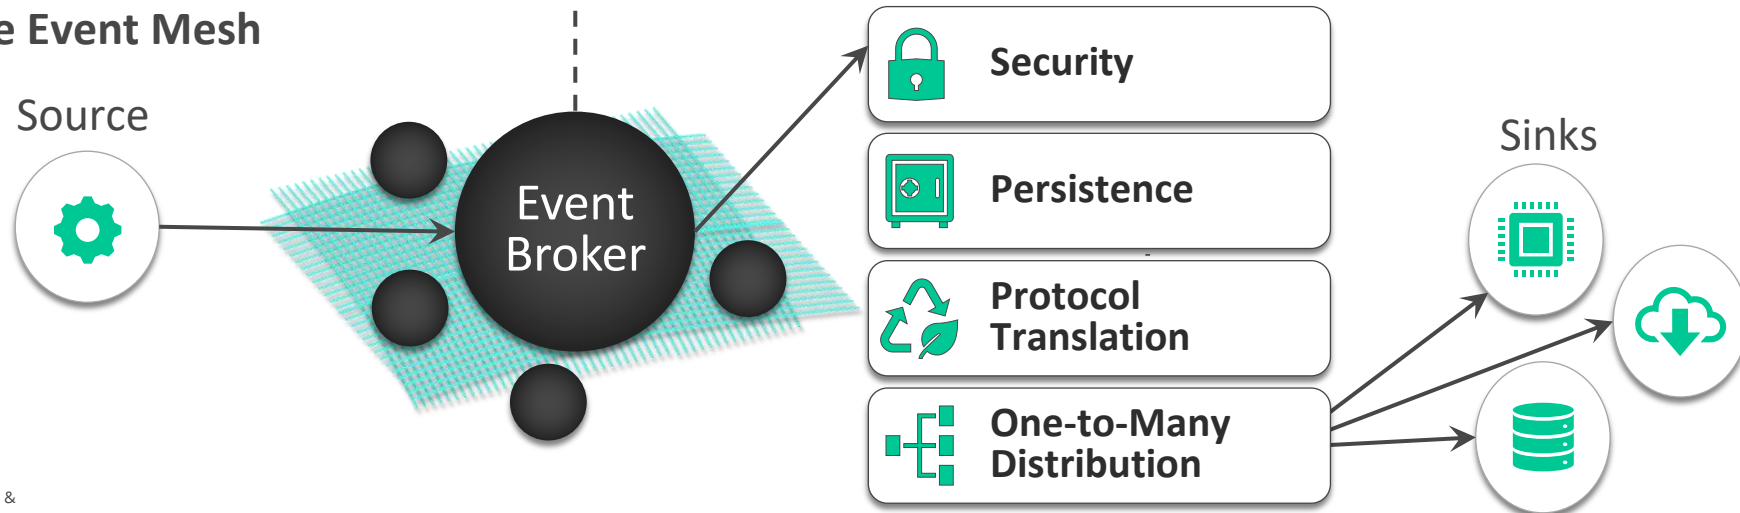 e Event Mesh
Source
Event
Broker
Security
Persistence
Protocol
Translation
One-to-Many
Distribution
Sinks
&